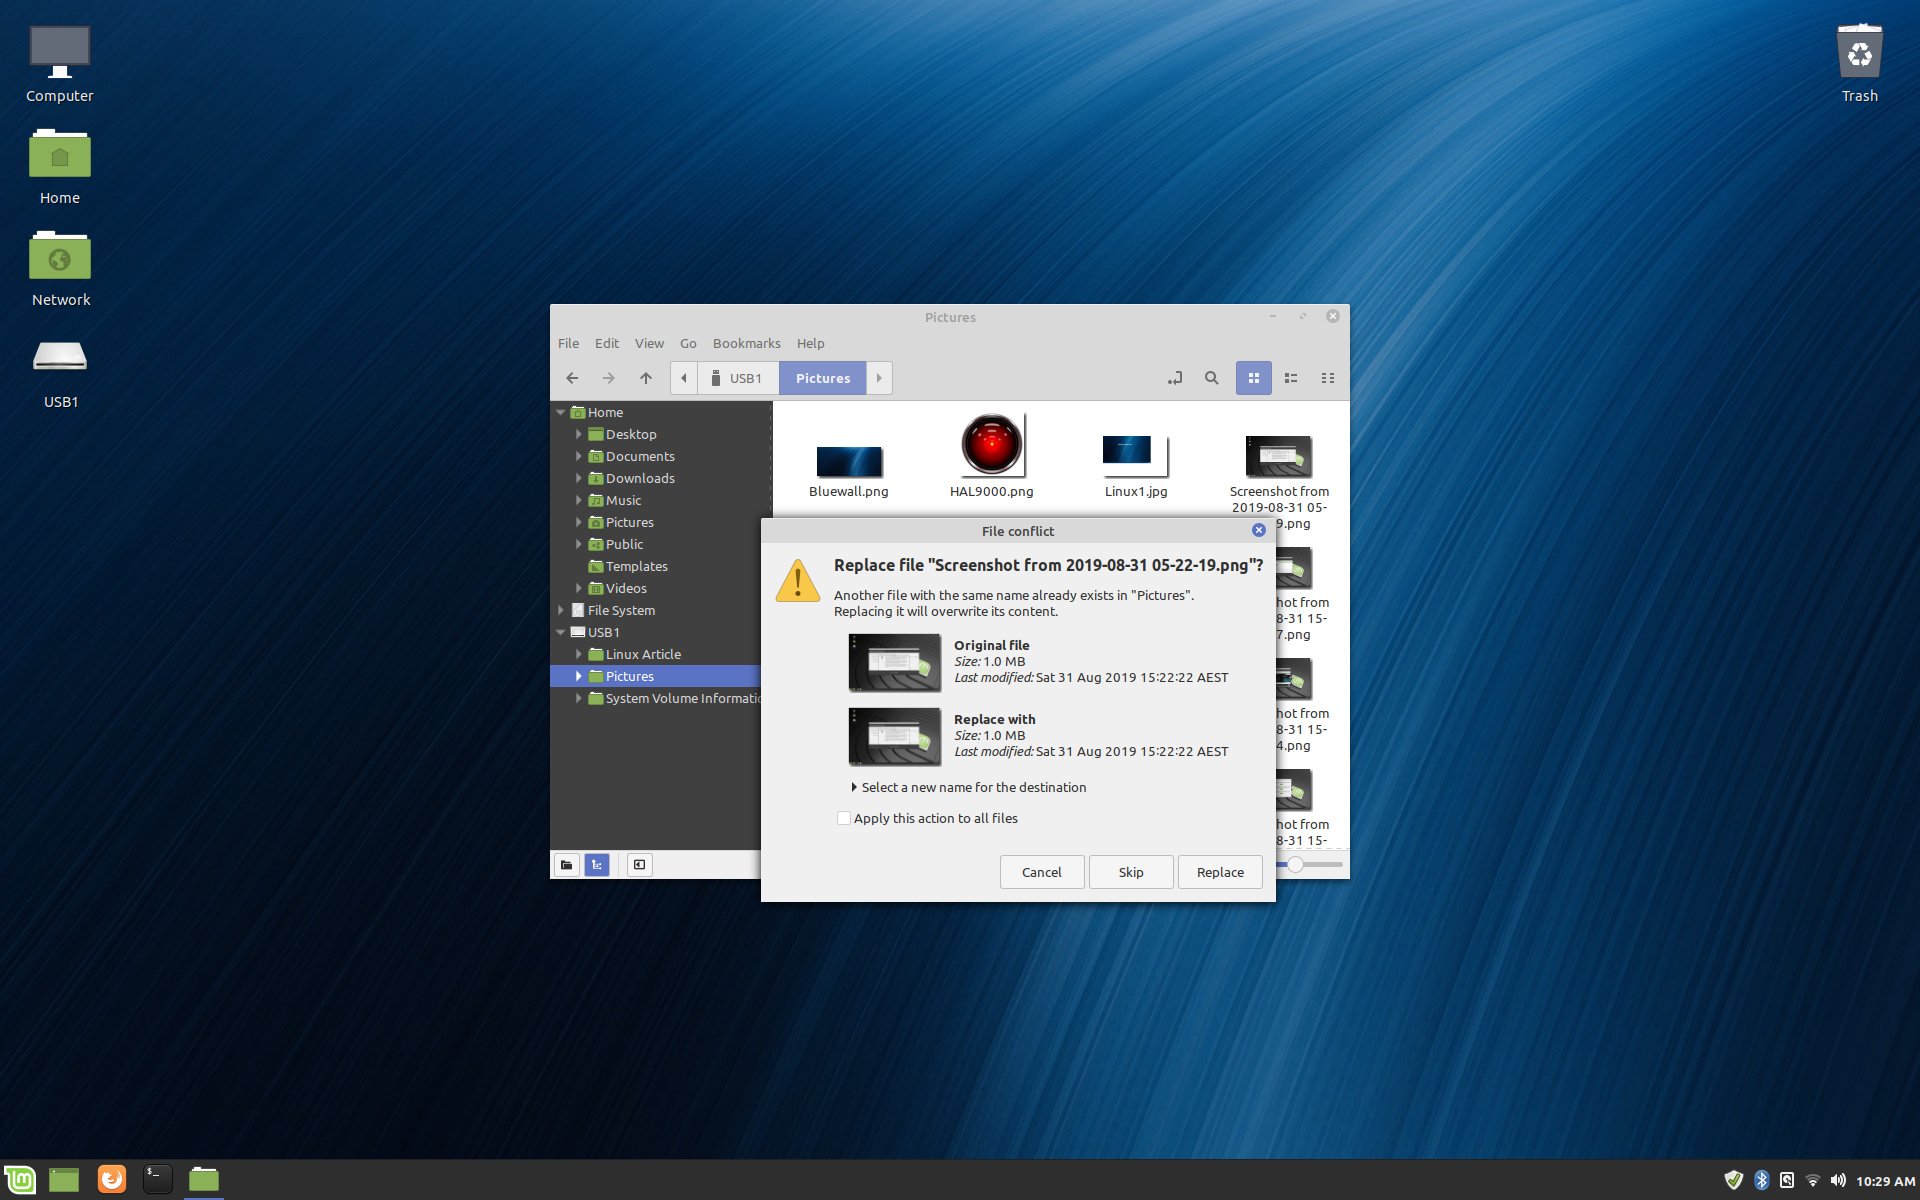 Computer
Trash
Home
Network
USB1
Pictures
File Edit View Go Bookmarks Help
USB1 Pictures
Home
Desktop
Documents
Downloads
Music
Pictures
Public
Templates
Videos
File System
USB1
Linux Article
Pictures
System Volume Informatio
Bluewall.png
HAL9000.png
Linux1.jpg
Screenshot from
2019-08-31 05-
9.png
hot from
8-31 15-
7.png
hot from
8-31 15-
4.png
hot from
8-31 15-
File conflict
Replace file "Screenshot from 2019-08-31 05-22-19.png"?
Another file with the same name already exists in "Pictures".
Replacing it will overwrite its content.
Original file
Size: 1.0 MB
Last modified: Sat 31 Aug 2019 15:22:22 AEST
Replace with
Size: 1.0 MB
Last modified: Sat 31 Aug 2019 15:22:22 AEST
Select a new name for the destination
Apply this action to all files
Cancel Skip Replace
$_
10:29 AM